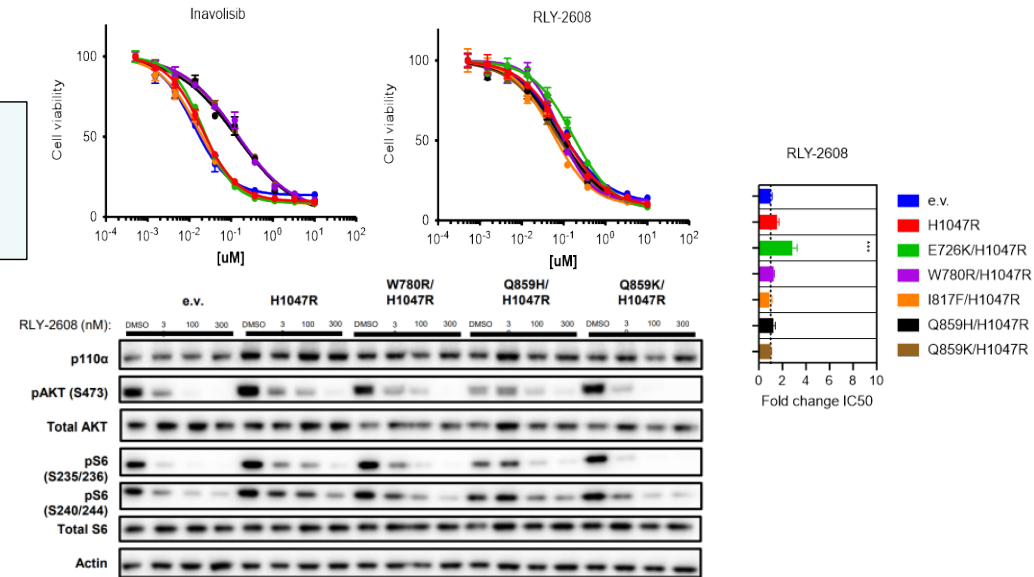 Inavolisib
Cell viability
100
50
0
10-4 10-3 10-2 10-1 100 101 102
[uM]
RLY-2608
Cell viability
100
50
0
10-4 10-3 10-2 10-1 100 101 102
[uM]
RLY-2608
***
0 2 4 6 8 10
Fold change IC50
e.v.
H1047R
E726K/H1047R
W780R/H1047R
I817F/H1047R
Q859H/H1047R
Q859K/H1047R
e.v. H1047R W780R/ Q859H/ Q859K/
H1047R H1047R H1047R
RLY-2608 (nM): DMSO 3 100 300 DMSO 3 100 300 DMSO 3 100 300 DMSO 3 100 300 DMSO 3 100 300
0 0 0 0 0
p110α
pAKT (S473)
Total AKT
pS6
(S235/236)
pS6
(S240/244)
Total S6
Actin